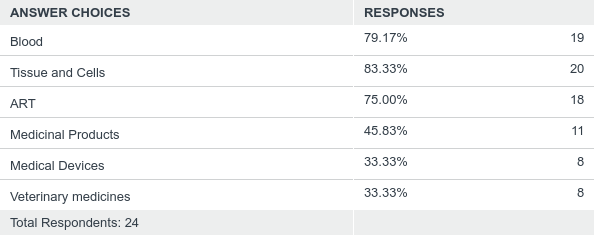 ANSWER CHOICES RESPONSES
Blood 79.17% 19
Tissue and Cells 83.33% 20
ART 75.00% 18
Medicinal Products 45.83% 11
Medical Devices 33.33% 8
Veterinary medicines 33.33% 8
Total Respondents: 24